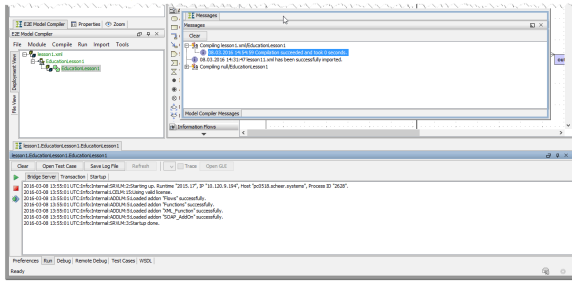 E2E Model Compiler
Properties
Zoom
E2E Model Compiler
File Module Compile Run Import Tools
Deployment View
File View
lesson1.xml
EducationLesson1
EducationLesson1
Messages
Messages
Clear
Compiling lesson1.xml/EducationLesson1
08.03.2016 14:54:59 Compilation succeeded and took 0 seconds.
08.03.2016 14:31:47 lesson11.xml has been successfully imported.
Compiling null/EducationLesson1
Model Compiler Messages
Information Flows
lesson1.EducationLesson1.EducationLesson1
lesson1.EducationLesson1.EducationLesson1
Clear Open Test Case Save Log File Refresh Trace Open GUI
Bridge Server Transaction Startup
2016-03-08 13:55:01 UTC:Info:Internal:SRVLM:2:Starting up. Runtime "2015.17", IP "10.120.9.194", Host "pc0518.scheer.systems", Process ID "2628".
2016-03-08 13:55:01 UTC:Info:Internal:LCELM:15:Using valid license.
2016-03-08 13:55:01 UTC:Info:Internal:ADDLM:5:Loaded addon "Flows" successfully.
2016-03-08 13:55:01 UTC:Info:Internal:ADDLM:5:Loaded addon "Functions" successfully.
2016-03-08 13:55:01 UTC:Info:Internal:ADDLM:5:Loaded addon "XML_Function" successfully.
2016-03-08 13:55:01 UTC:Info:Internal:ADDLM:5:Loaded addon "SOAP_AddOn" successfully.
2016-03-08 13:55:01 UTC:Info:Internal:SRVLM:3:Startup done.
Preferences Run Debug Remote Debug Test Cases WSDL
Ready